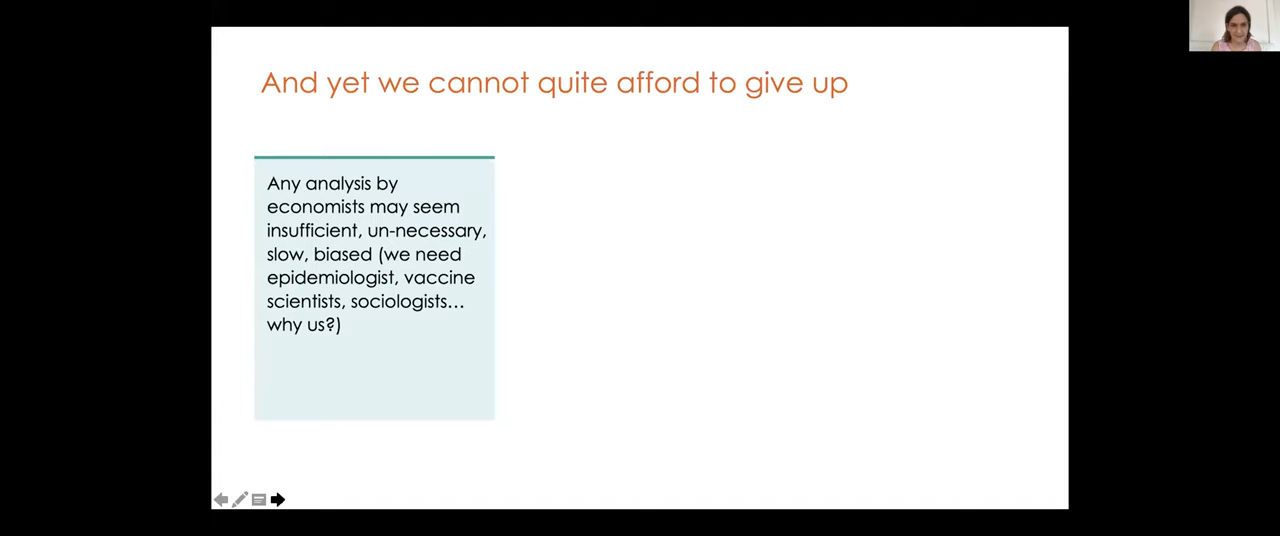 And yet we cannot quite afford to give up
Any analysis by
economists may seem
insufficient, un-necessary,
slow, biased (we need
epidemiologist, vaccine
scientists, sociologists…
why us?)